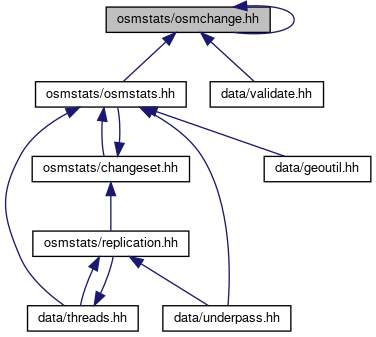 osmstats/osmchange.hh
osmstats/osmstats.hh
data/validate.hh
osmstats/changeset.hh
data/geoutil.hh
osmstats/replication.hh
data/threads.hh
data/underpass.hh